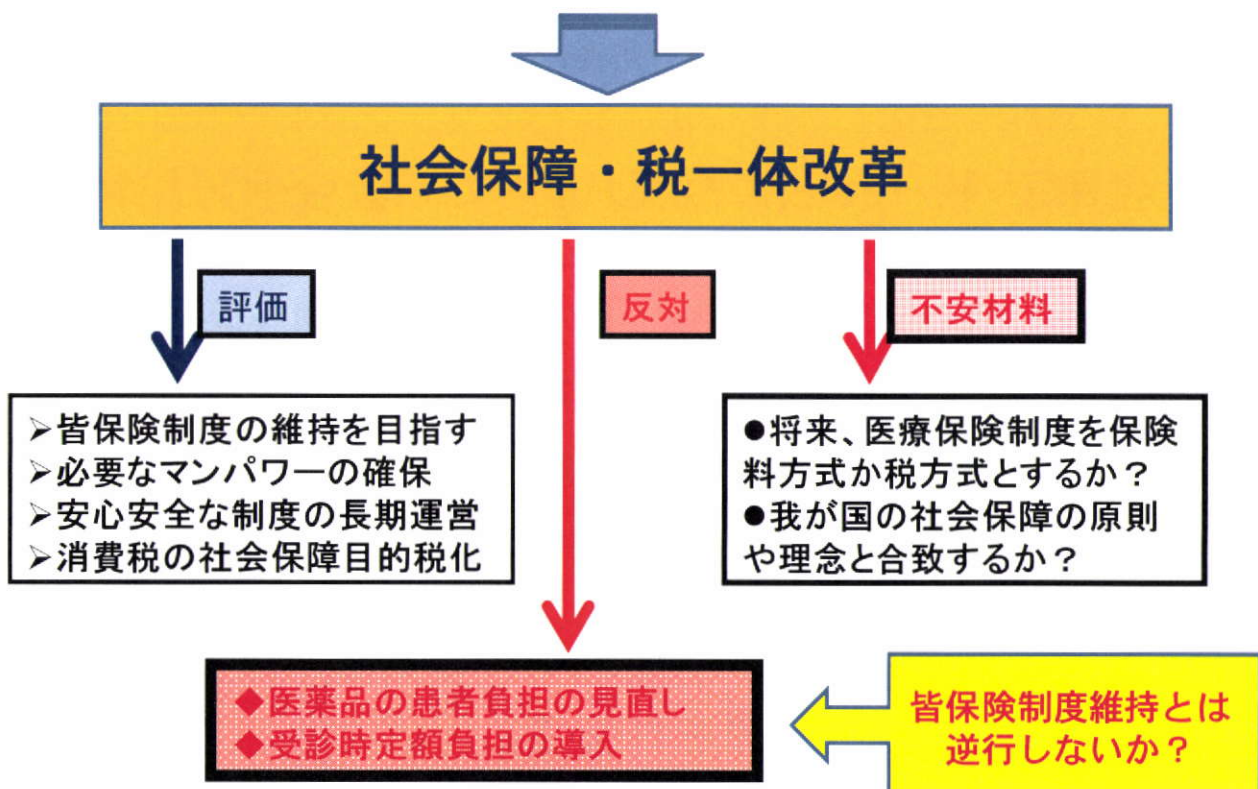 社会保障・税一体改革
評価
反対
不安材料
➢皆保険制度の維持を目指す
➢必要なマンパワーの確保
➢安心安全な制度の長期運営
➢消費税の社会保障目的税化
●将来、医療保険制度を保険
料方式か税方式とするか？
●我が国の社会保障の原則
や理念と合致するか？
◆医薬品の患者負担の見直し
◆受診時定額負担の導入
皆保険制度維持とは
逆行しないか？